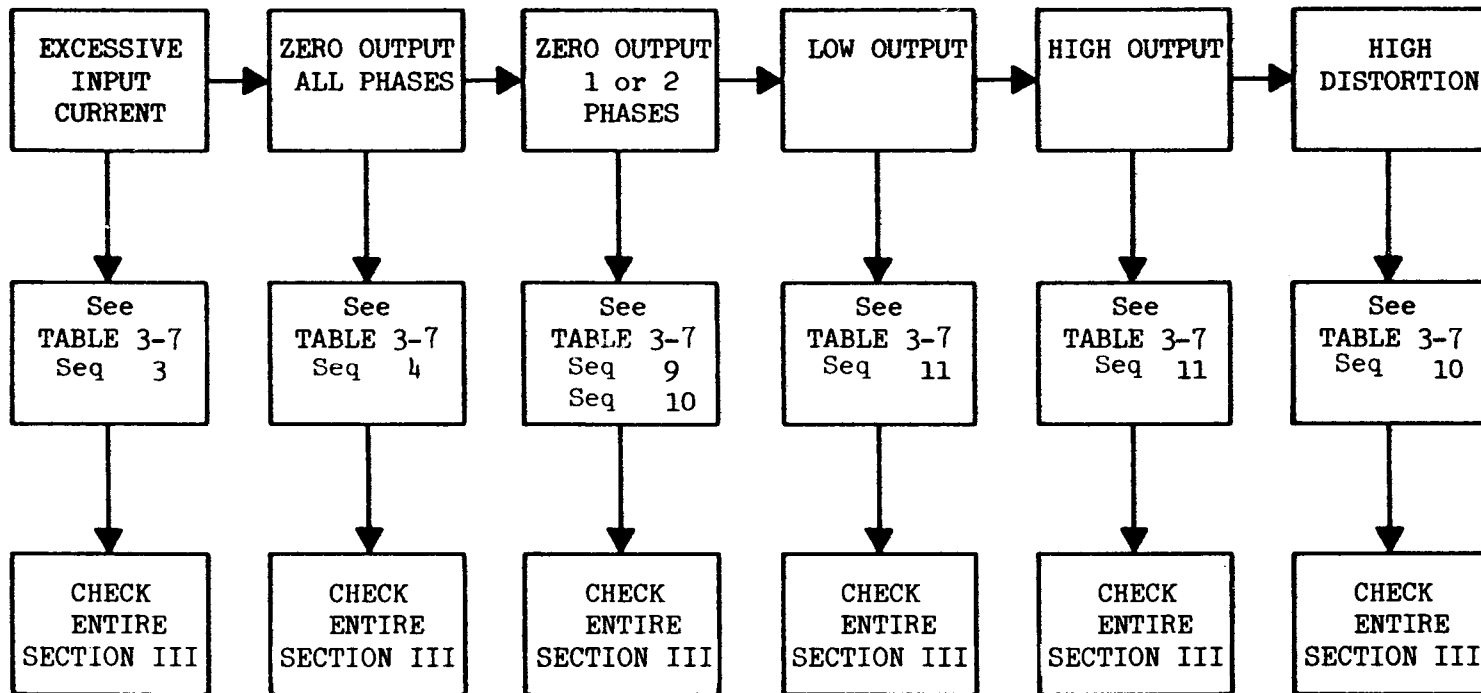 EXCESSIVE
INPUT
CURRENT
ZERO OUTPUT
ALL PHASES
ZERO OUTPUT
1 or 2
PHASES
LOW OUTPUT
HIGH OUTPUT
HIGH
DISTORTION
See
TABLE 3-7
Seq 3
See
TABLE 3-7
Seq 4
See
TABLE 3-7
Seq 9
Seq 10
See
TABLE 3-7
Seq 11
See
TABLE 3-7
Seq 11
See
TABLE 3-7
Seq 10
CHECK
ENTIRE
SECTION III
CHECK
ENTIRE
SECTION III
CHECK
ENTIRE
SECTION III
CHECK
ENTIRE
SECTION III
CHECK
ENTIRE
SECTION III
CHECK
ENTIRE
SECTION III